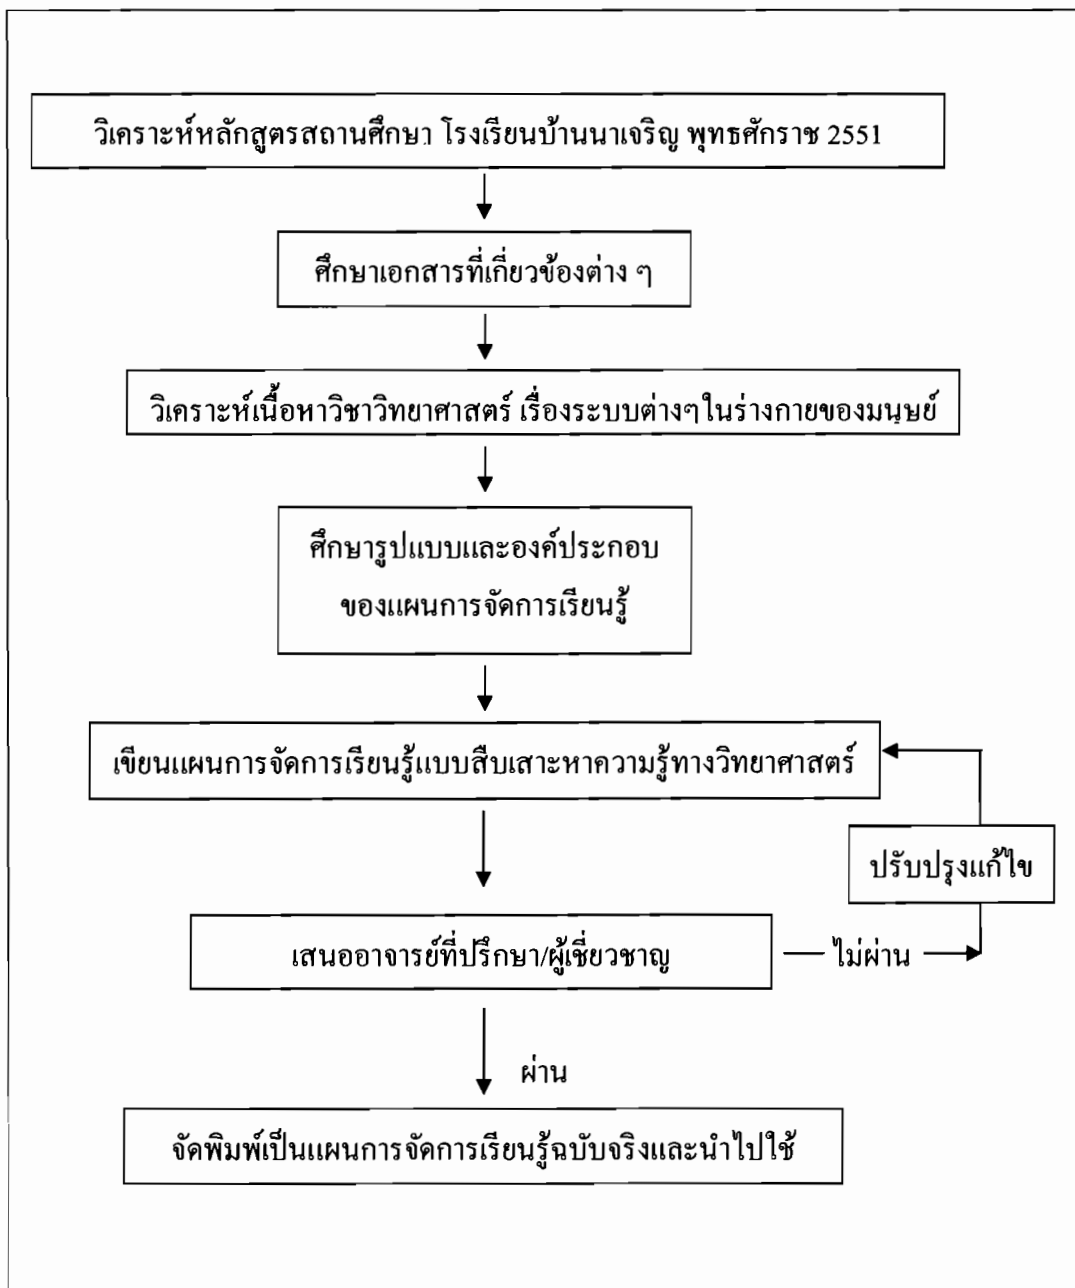 วิเคราะห์หลักสูตรสถานศึกษา โรงเรียนบ้านนาเจริญ พุทธศักราช 2551
ศึกษาเอกสารที่เกี่ยวข้องต่าง ๆ
วิเคราะห์เนื้อหาวิชาวิทยาศาสตร์ เรื่องระบบต่างๆในร่างกายของมนุษย์
ศึกษารูปแบบและองค์ประกอบ
ของแผนการจัดการเรียนรู้
เขียนแผนการจัดการเรียนรู้แบบสืบเสาะหาความรู้ทางวิทยาศาสตร์
ปรับปรุงแก้ไข
เสนออาจารย์ที่ปรึกษา/ผู้เชี่ยวชาญ
ไม่ผ่าน
ผ่าน
จัดพิมพ์เป็นแผนการจัดการเรียนรู้ฉบับจริงและนำไปใช้